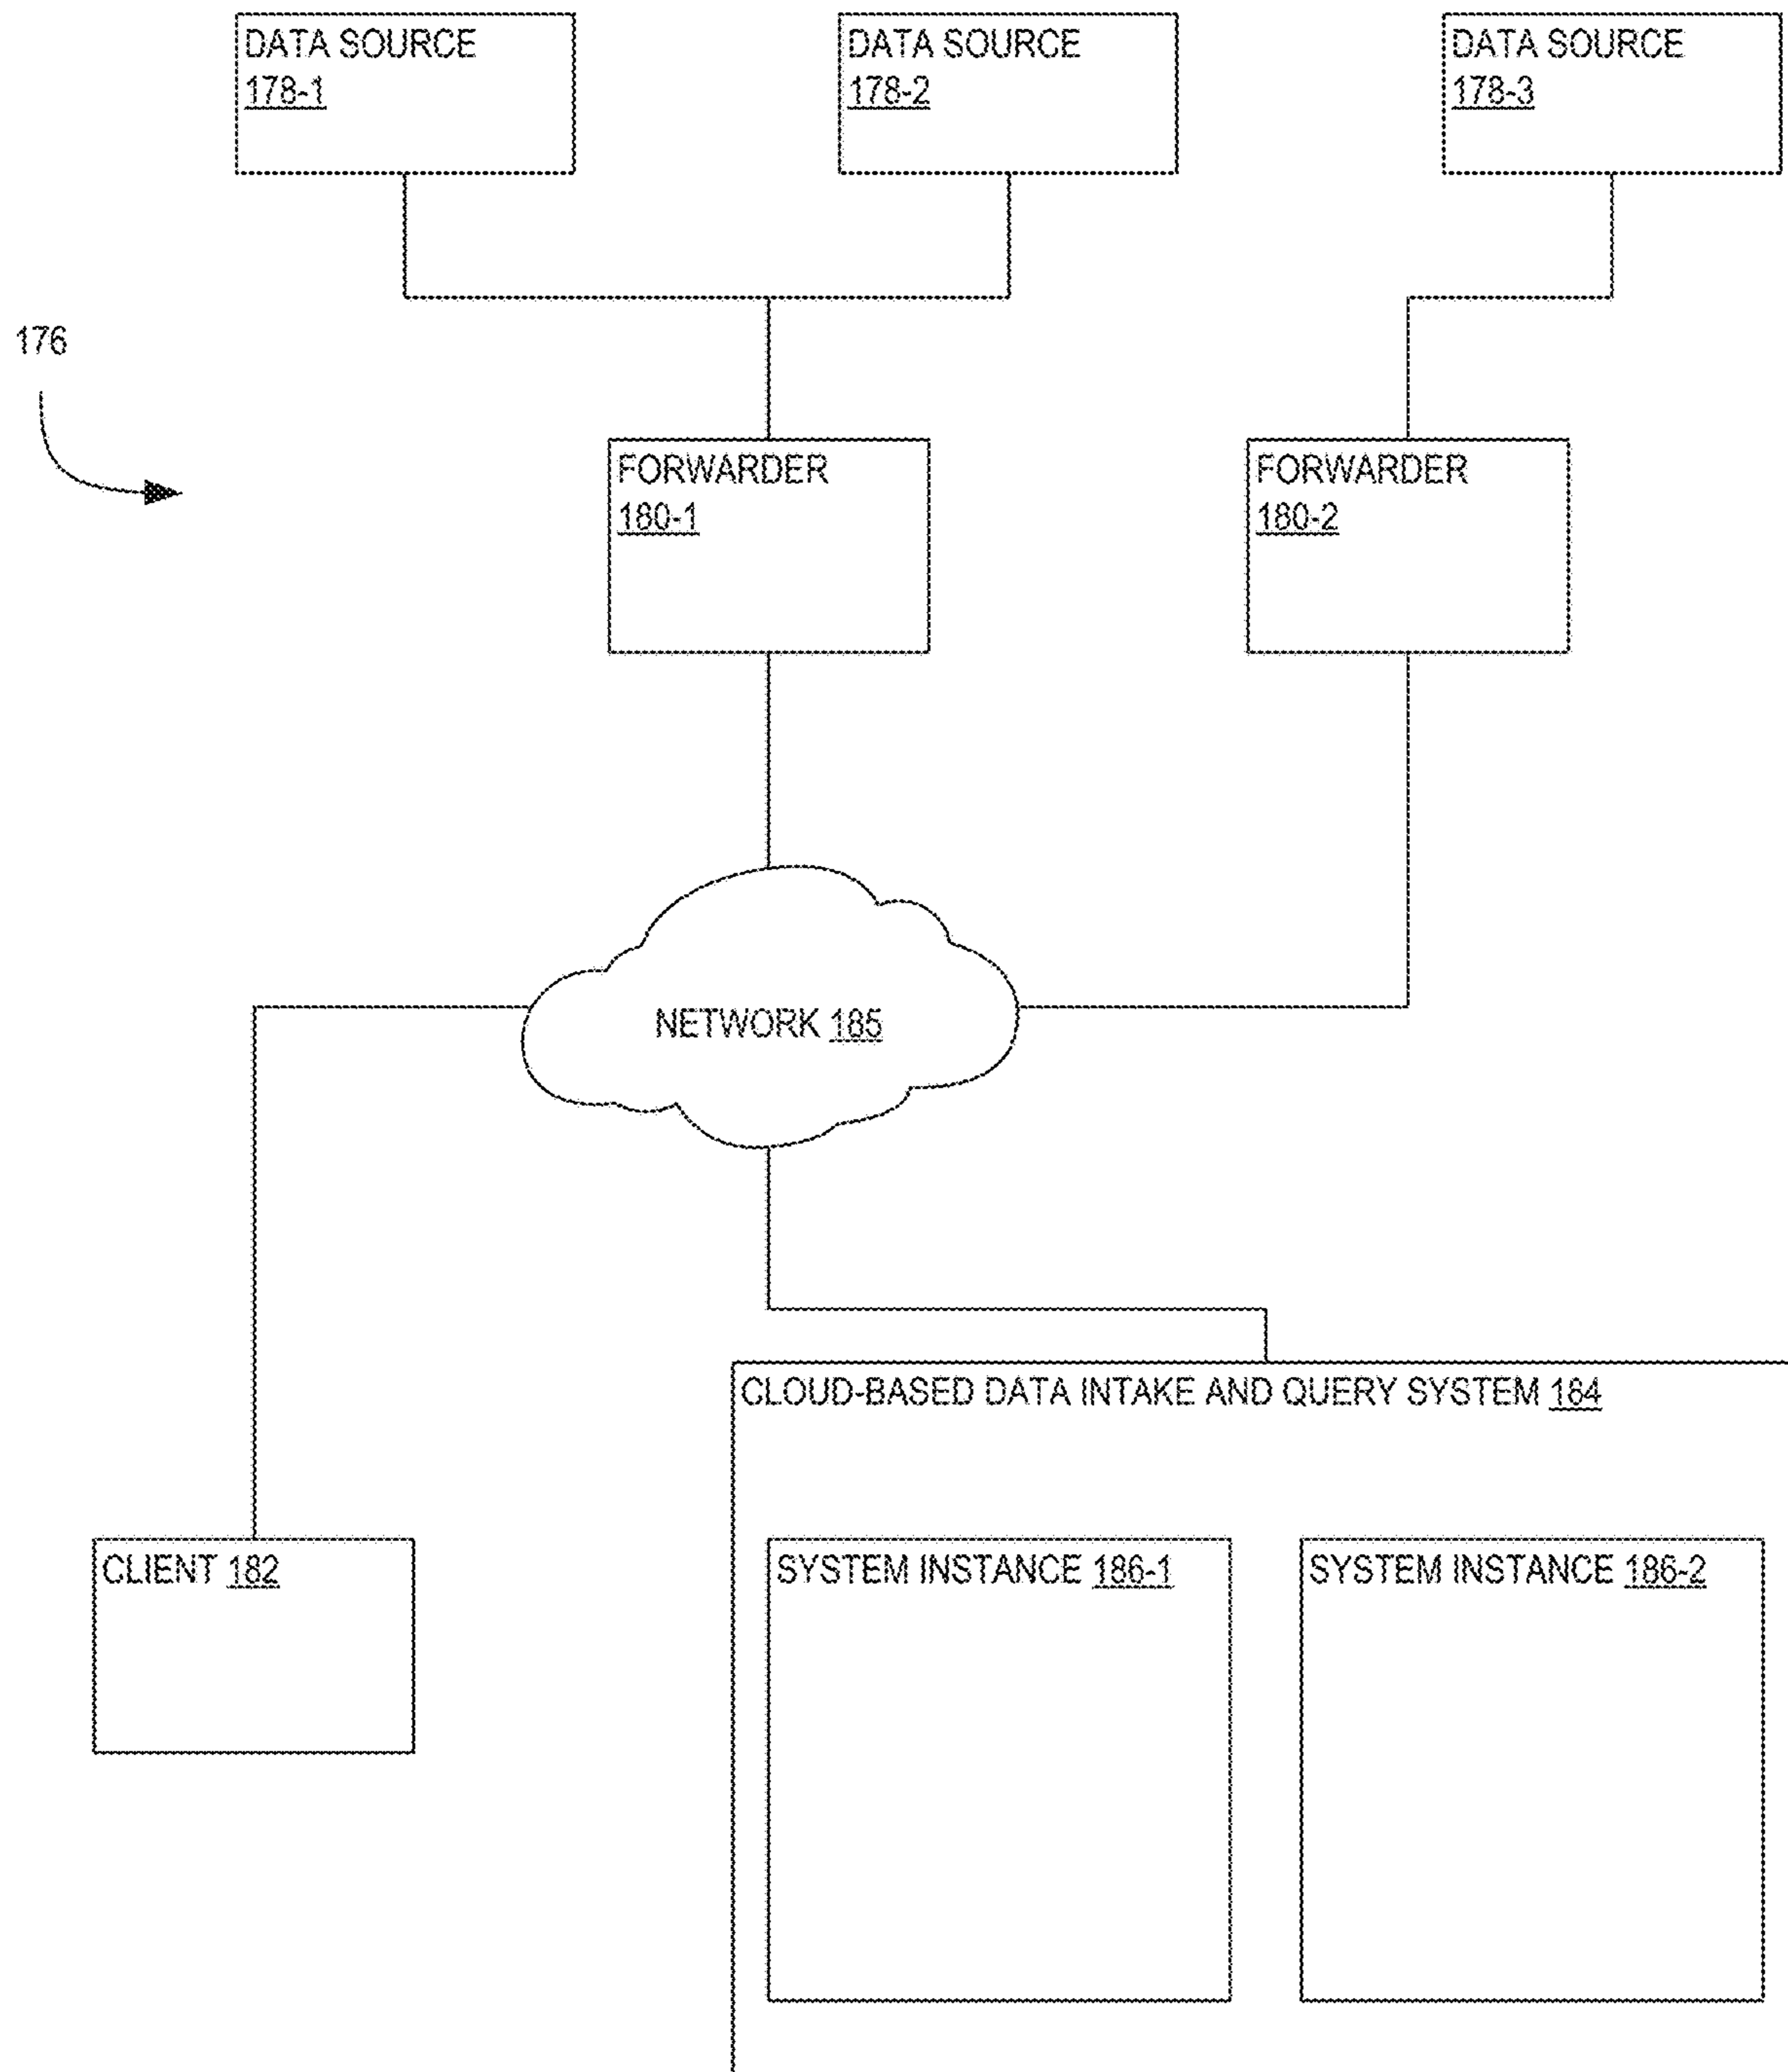 DATA SOURCE
178-1
DATA SOURCE
178-2
DATA SOURCE
178-3
176
FORWARDER
180-1
FORWARDER
180-2
NETWORK 185
CLOUD-BASED DATA INTAKE AND QUERY SYSTEM 184
CLIENT 182
SYSTEM INSTANCE 186-1
SYSTEM INSTANCE 186-2